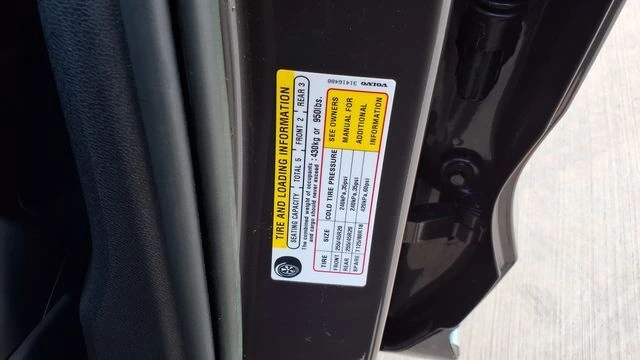 TIRE AND LOADING INFORMATION
SEATING CAPACITY TOTAL 5 FRONT 2 REAR 3
The combined weight of occupants
and cargo should never exceed : 430kg or 950lbs.
TIRE SIZE COLD TIRE PRESSURE
FRONT 255/45R20 240kPa,35psi
REAR 255/45R20 240kPa,35psi
SPARE T125/80R18 420kPa,60psi
SEE OWNERS
MANUAL FOR
ADDITIONAL
INFORMATION
VOLVO 31416480